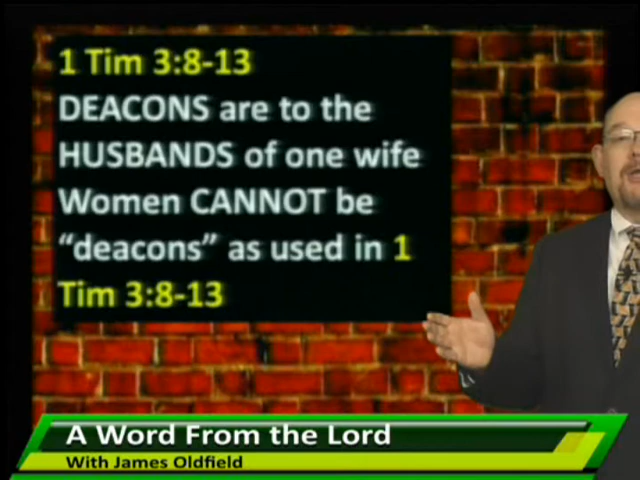 1 Tim 3:8-13
DEACONS are to the
HUSBANDS of one wife
Women CANNOT be
“deacons” as used in 1
Tim 3:8-13
A Word From the Lord
With James Oldfield